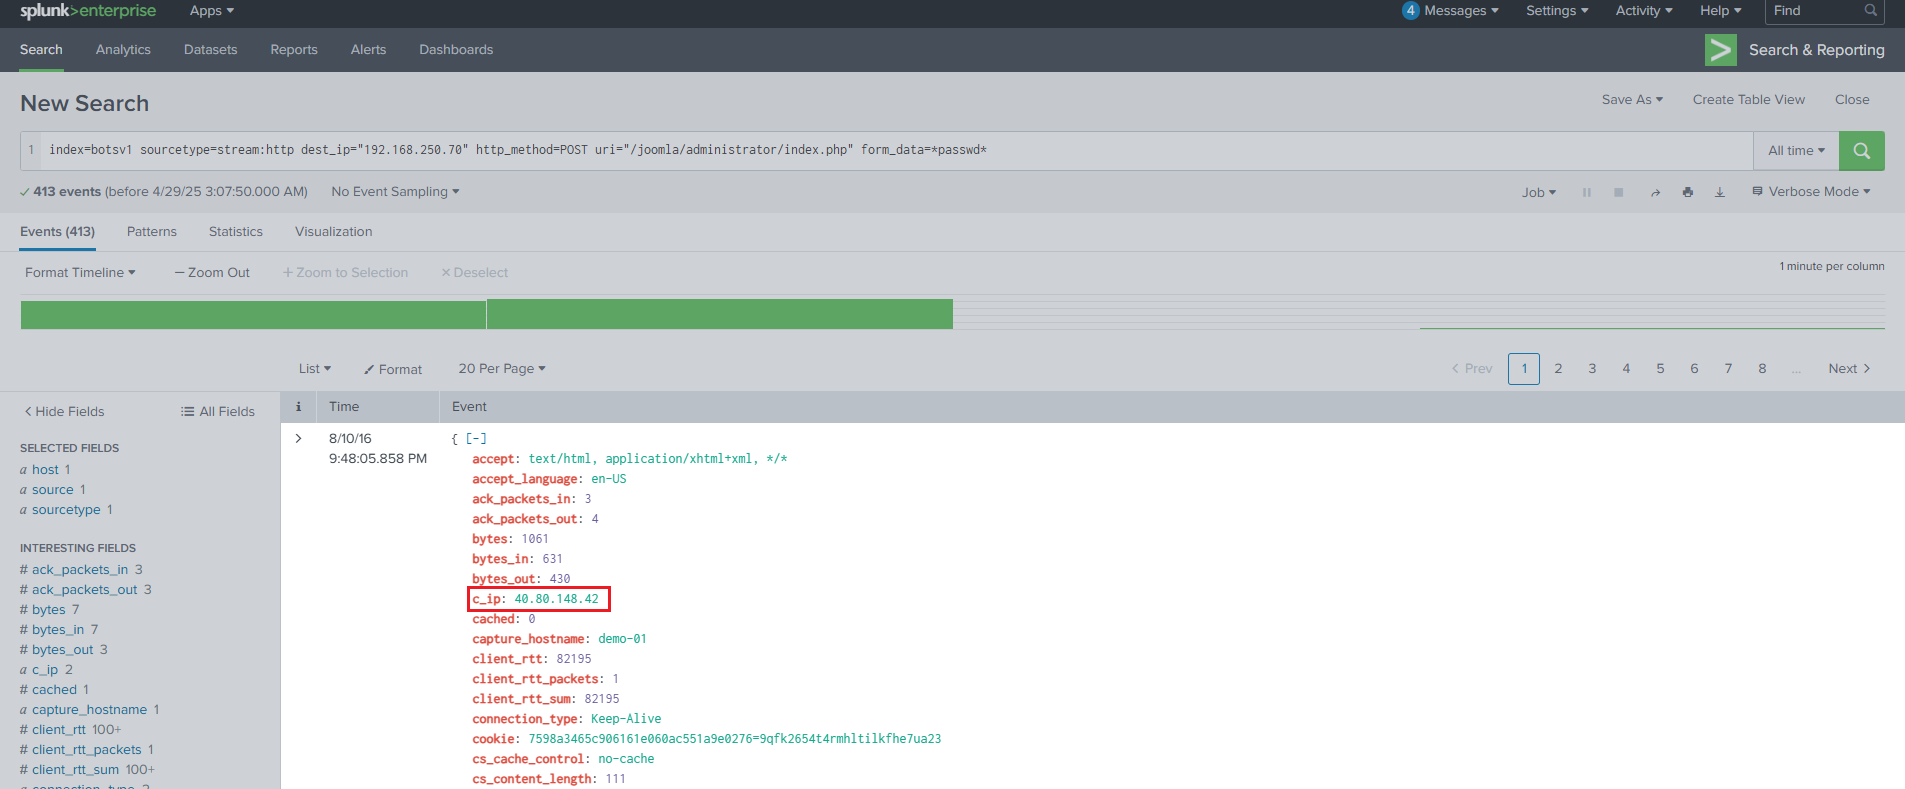 splunk>enterprise Apps 4 Messages Settings Activity Help Find
Search Analytics Datasets Reports Alerts Dashboards Search & Reporting
New Search Save As Create Table View Close
1 index=botsv1 sourcetype=stream:http dest_ip="192.168.250.70" http_method=POST uri="/joomla/administrator/index.php" form_data=*passwd* All time
413 events (before 4/29/25 3:07:50.000 AM) No Event Sampling Job Verbose Mode
Events (413) Patterns Statistics Visualization
Format Timeline — Zoom Out + Zoom to Selection × Deselect 1 minute per column
List Format 20 Per Page < Prev 1 2 3 4 5 6 7 8 ... Next >
< Hide Fields All Fields i Time Event
SELECTED FIELDS
a host 1
a source 1
a sourcetype 1
INTERESTING FIELDS
# ack_packets_in 3
# ack_packets_out 3
# bytes 7
# bytes_in 7
# bytes_out 3
a c_ip 2
# cached 1
a capture_hostname 1
# client_rtt 100+
# client_rtt_packets 1
# client_rtt_sum 100+
a connection_type 2
> 8/10/16
9:48:05.858 PM
{ [-]
accept: text/html, application/xhtml+xml, */*
accept_language: en-US
ack_packets_in: 3
ack_packets_out: 4
bytes: 1061
bytes_in: 631
bytes_out: 430
c_ip: 40.80.148.42
cached: 0
capture_hostname: demo-01
client_rtt: 82195
client_rtt_packets: 1
client_rtt_sum: 82195
connection_type: Keep-Alive
cookie: 7598a3465c906161e060ac551a9e0276=9qfk2654t4rmhltilkfhe7ua23
cs_cache_control: no-cache
cs_content_length: 111